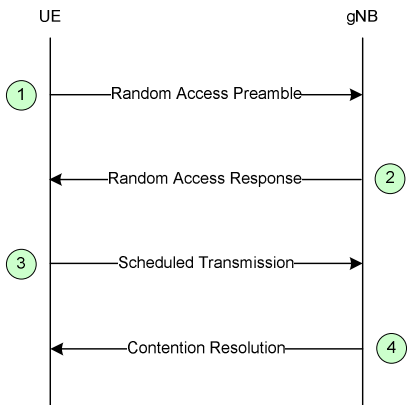 UE gNB
1 Random Access Preamble
Random Access Response 2
3 Scheduled Transmission
Contention Resolution 4